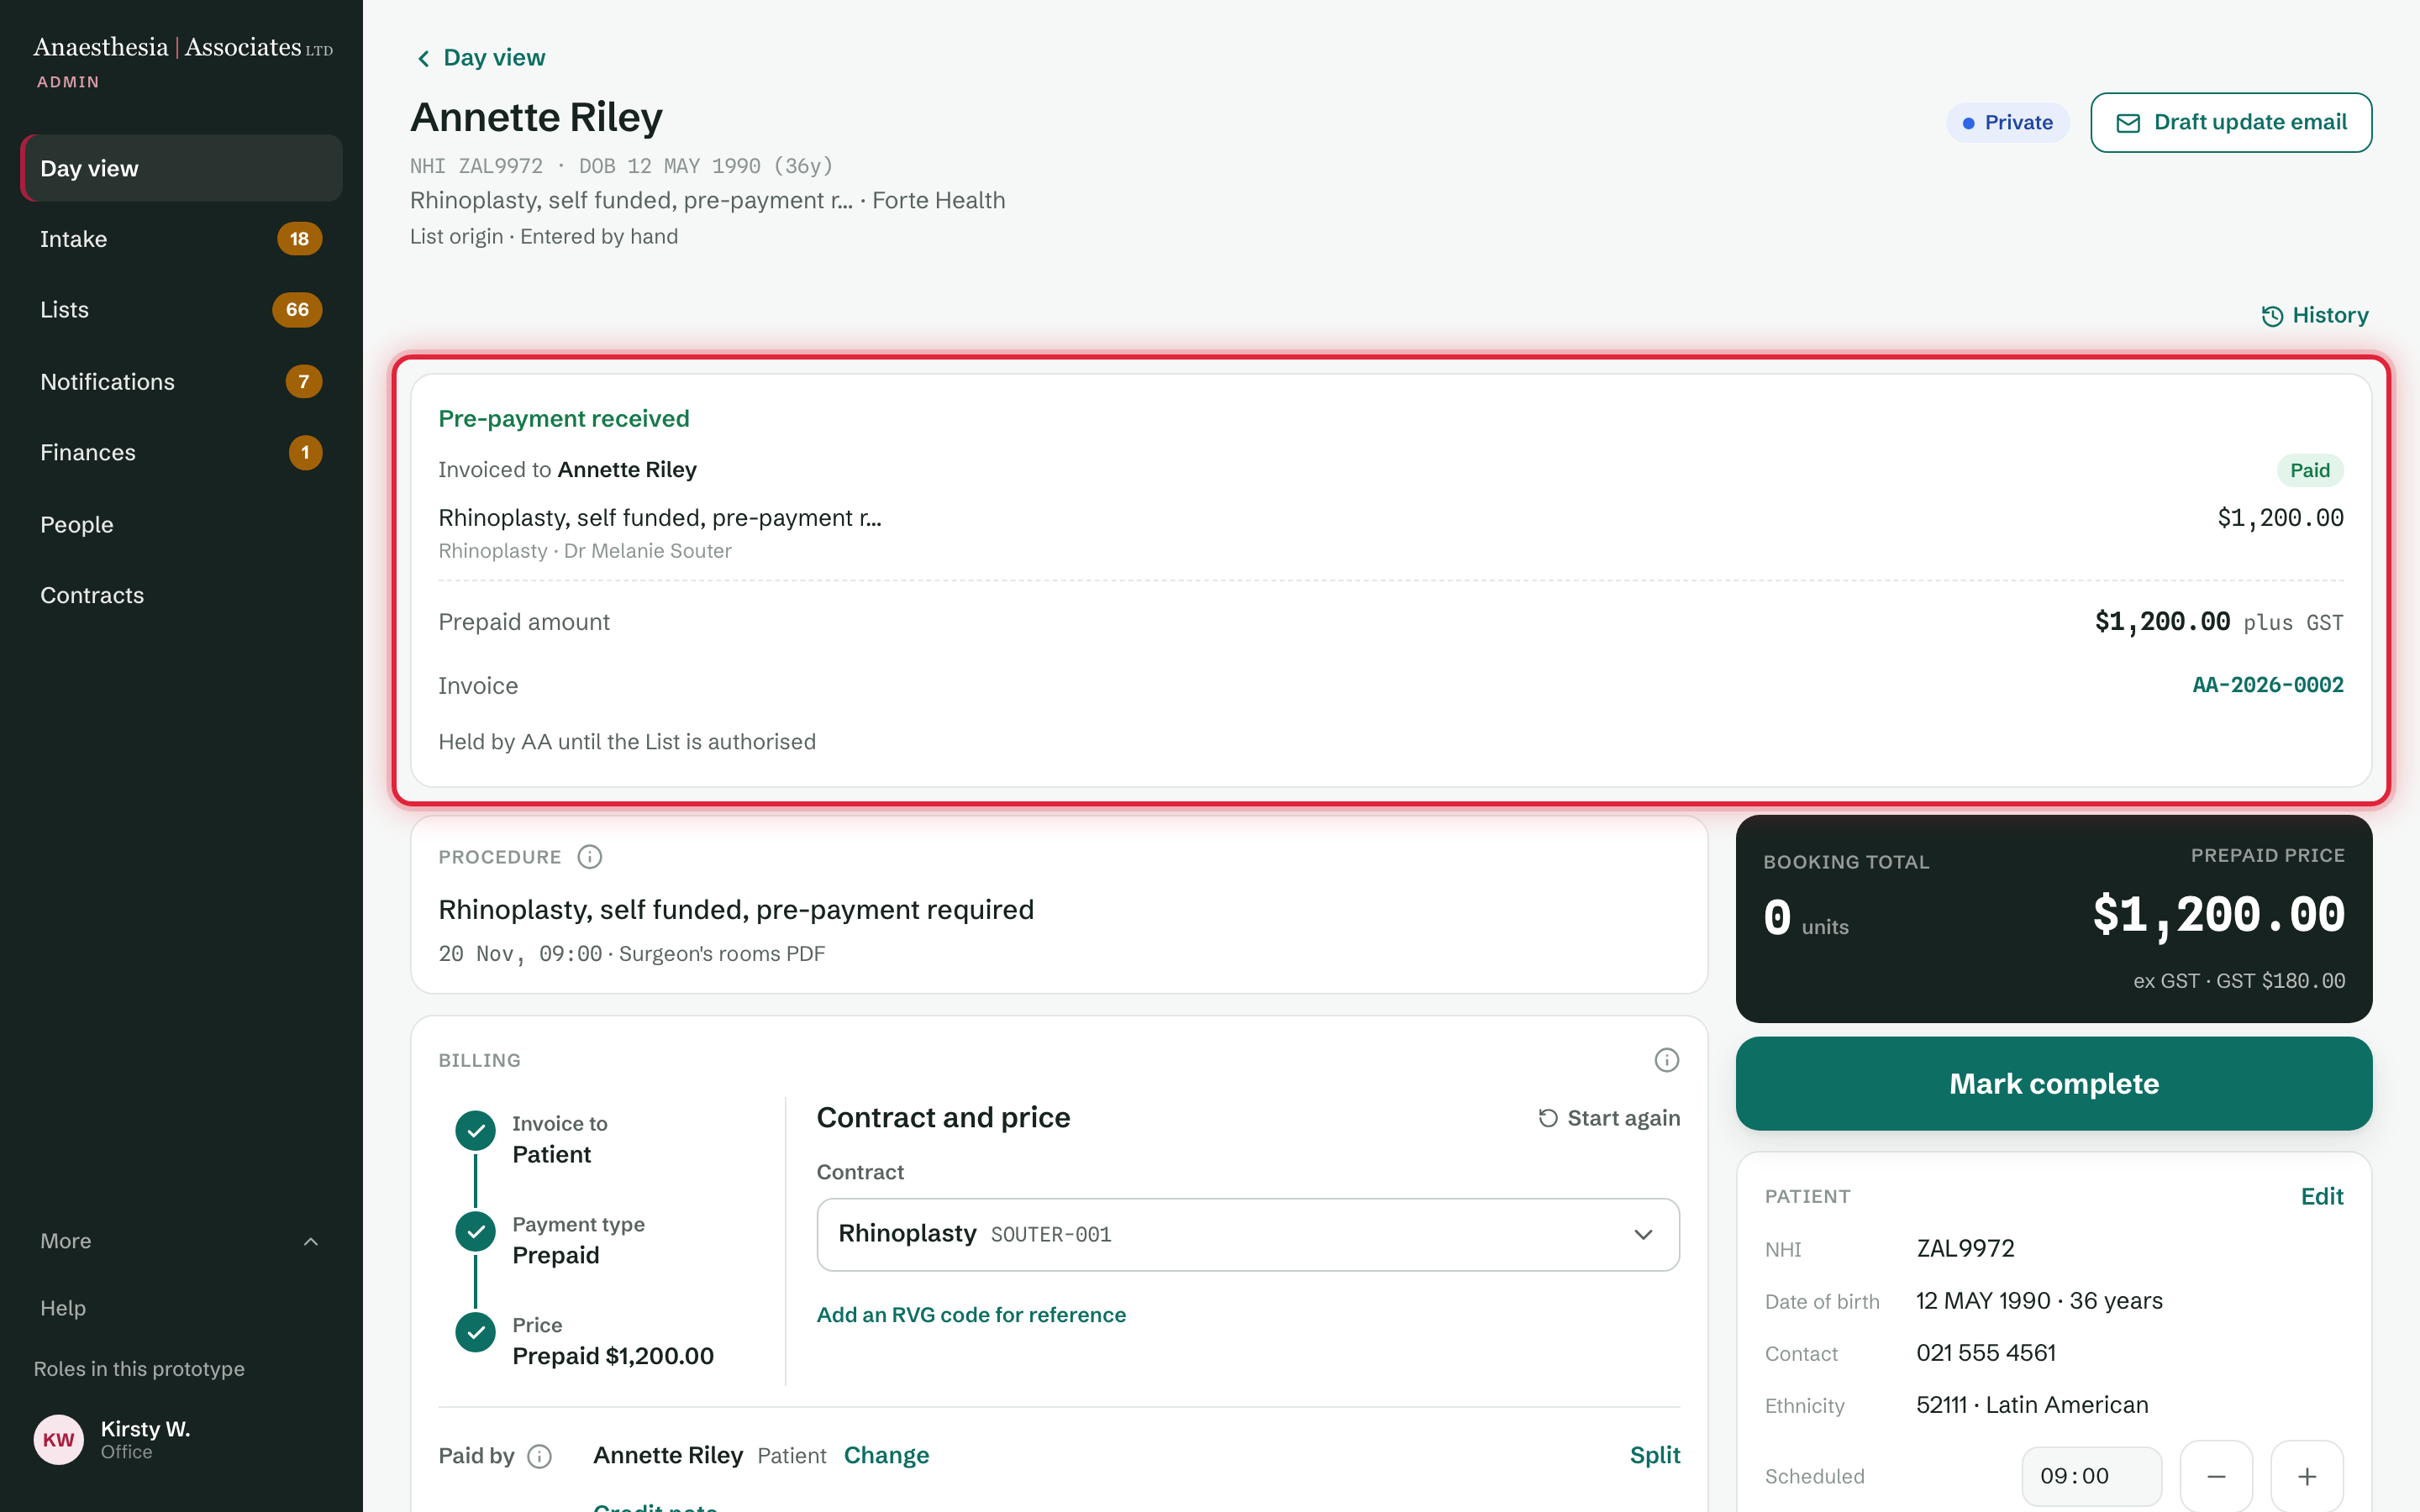 Anaesthesia | Associates LTD
ADMIN
Day view
Intake 18
Lists 66
Notifications 7
Finances 1
People
Contracts
More
Help
Roles in this prototype
KW Kirsty W.
Office
Day view
Annette Riley
Private
Draft update email
NHI ZAL9972 · DOB 12 MAY 1990 (36y)
Rhinoplasty, self funded, pre-payment r... · Forte Health
List origin · Entered by hand
History
Pre-payment received
Invoiced to Annette Riley Paid
Rhinoplasty, self funded, pre-payment r... $1,200.00
Rhinoplasty · Dr Melanie Souter
Prepaid amount $1,200.00 plus GST
Invoice AA-2026-0002
Held by AA until the List is authorised
PROCEDURE
Rhinoplasty, self funded, pre-payment required
20 Nov, 09:00 · Surgeon's rooms PDF
BILLING
Invoice to
Patient
Payment type
Prepaid
Price
Prepaid $1,200.00
Contract and price Start again
Contract
Rhinoplasty SOUTER-001
Add an RVG code for reference
Paid by Annette Riley Patient Change Split
Credit note
BOOKING TOTAL PREPAID PRICE
0 units $1,200.00
ex GST · GST $180.00
Mark complete
PATIENT Edit
NHI ZAL9972
Date of birth 12 MAY 1990 · 36 years
Contact 021 555 4561
Ethnicity 52111 · Latin American
Scheduled 09:00 − +